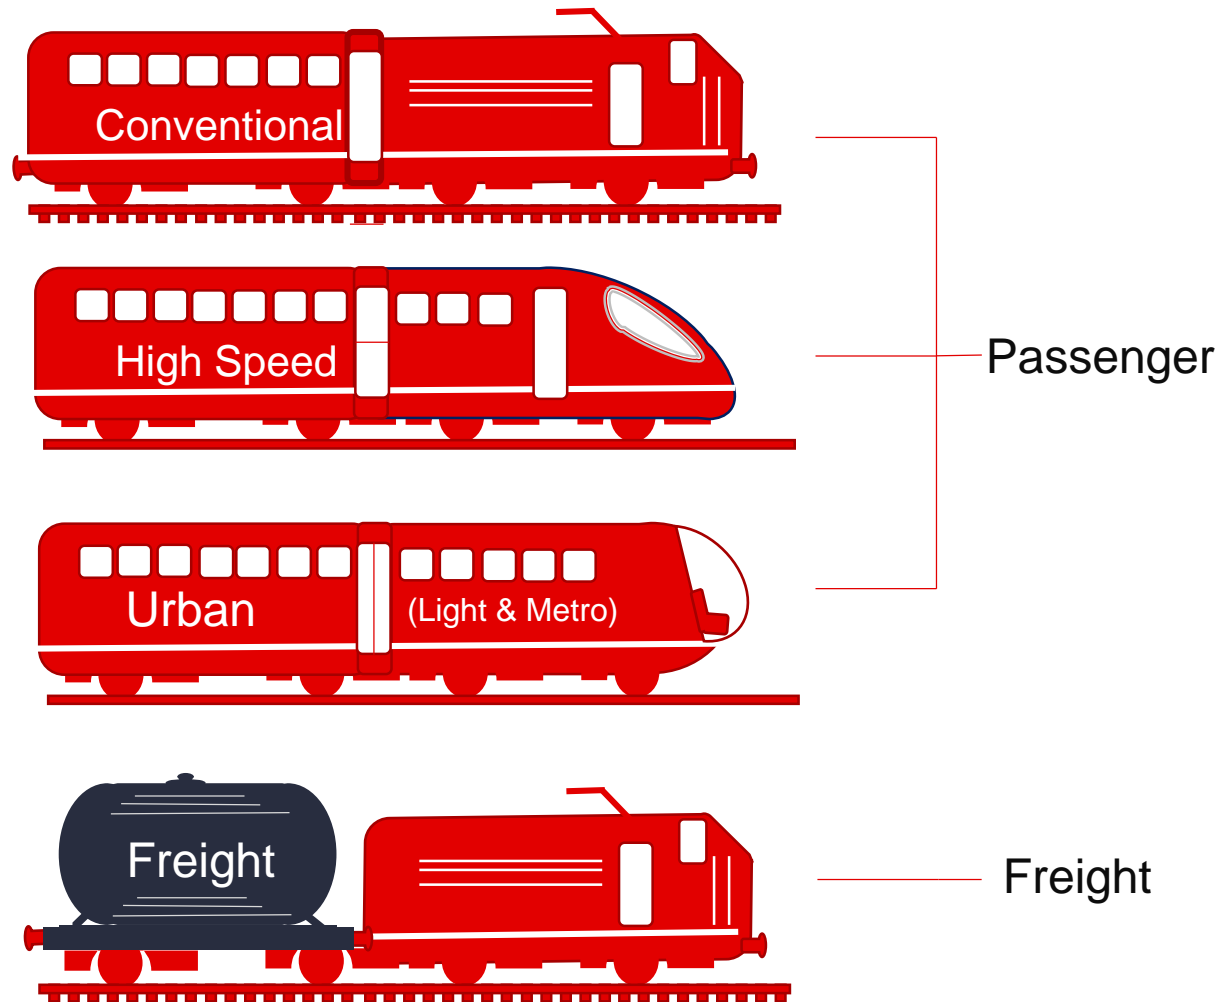 Conventional
High Speed
Passenger
Urban
(Light & Metro)
Freight
Freight